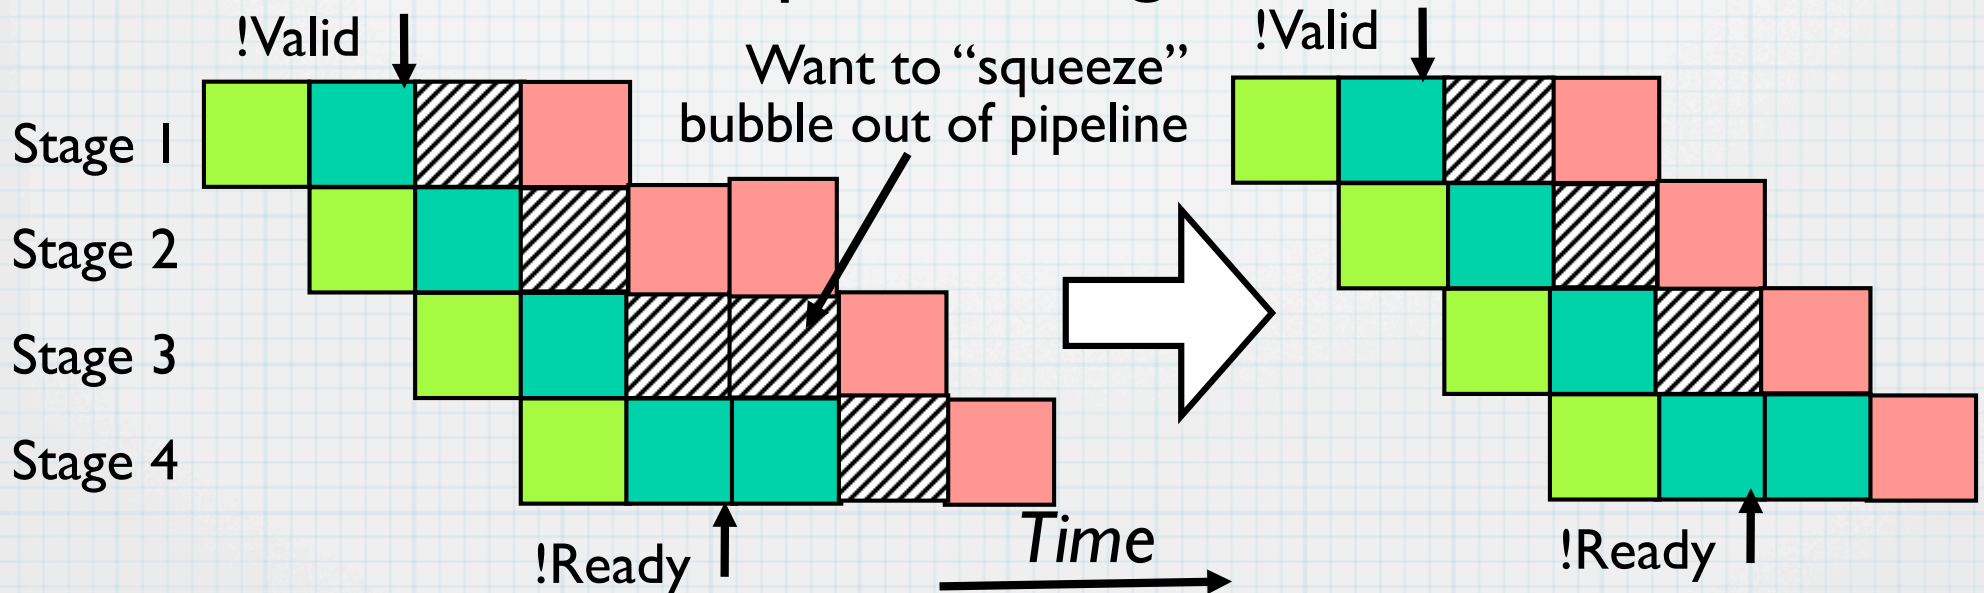 !Valid
Want to “squeeze”
bubble out of pipeline
Stage 1
Stage 2
Stage 3
Stage 4
!Ready
Time
!Valid
!Ready